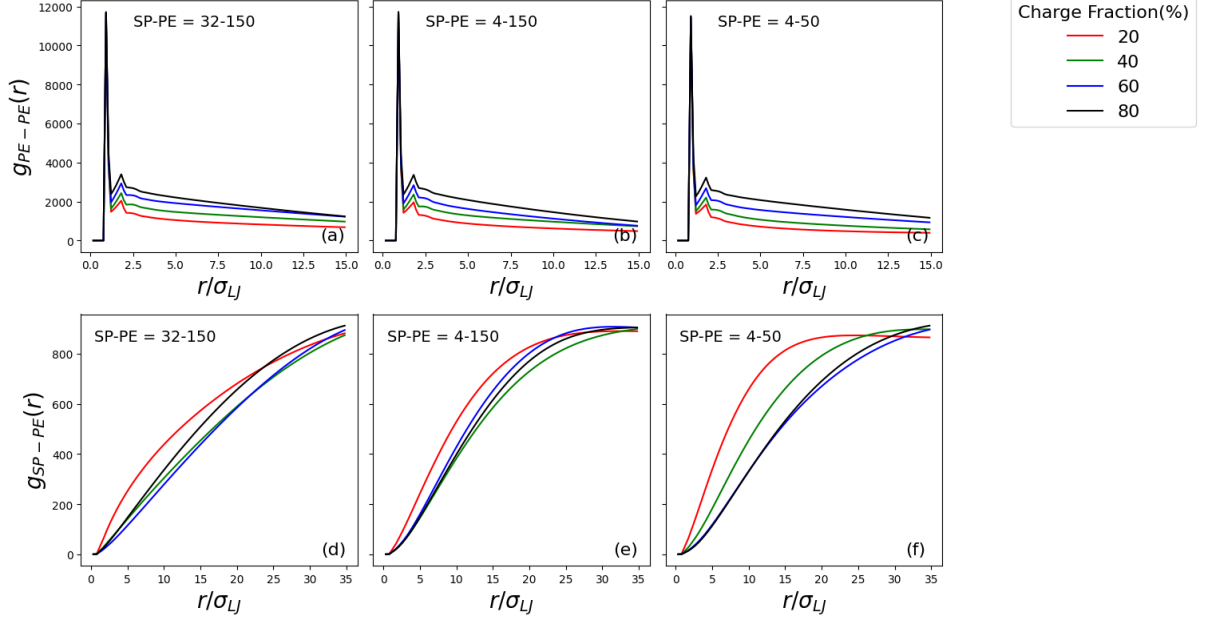 SP-PE = 32-150
SP-PE = 4-150
SP-PE = 4-50
Charge Fraction(%)
20
40
60
80
12000
10000
8000
6000
4000
2000
0
g_{PE-PE}(r)
(a)
(b)
(c)
0.0 2.5 5.0 7.5 10.0 12.5 15.0
0.0 2.5 5.0 7.5 10.0 12.5 15.0
0.0 2.5 5.0 7.5 10.0 12.5 15.0
r/σ_{LJ}
r/σ_{LJ}
r/σ_{LJ}
SP-PE = 32-150
SP-PE = 4-150
SP-PE = 4-50
800
600
400
200
0
g_{SP-PE}(r)
(d)
(e)
(f)
0 5 10 15 20 25 30 35
0 5 10 15 20 25 30 35
0 5 10 15 20 25 30 35
r/σ_{LJ}
r/σ_{LJ}
r/σ_{LJ}